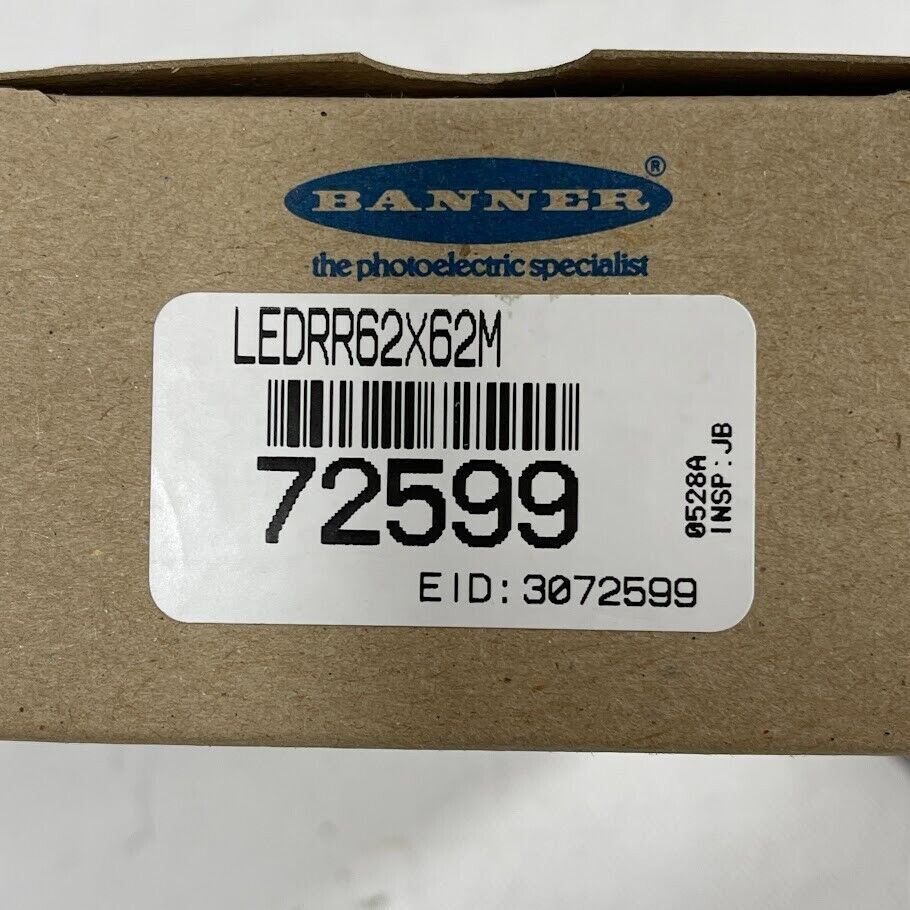 BANNER®
the photoelectric specialist
LEDRR62X62M
72599
EID: 3072599
0528A
INSP: JB